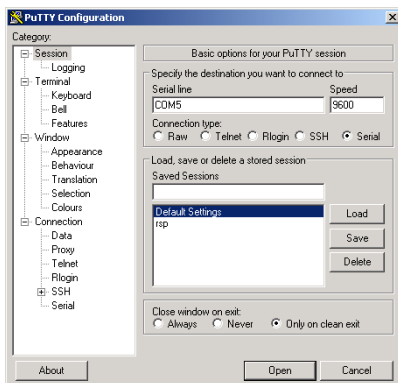 PuTTY Configuration
Category:
Session
Logging
Terminal
Keyboard
Bell
Features
Window
Appearance
Behaviour
Translation
Selection
Colours
Connection
Data
Proxy
Telnet
Rlogin
SSH
Serial
Basic options for your PuTTY session
Specify the destination you want to connect to
Serial line Speed
COM5 9600
Connection type:
Raw Telnet Rlogin SSH Serial
Load, save or delete a stored session
Saved Sessions
Default Settings
rsp
Load
Save
Delete
Close window on exit:
Always Never Only on clean exit
About Open Cancel